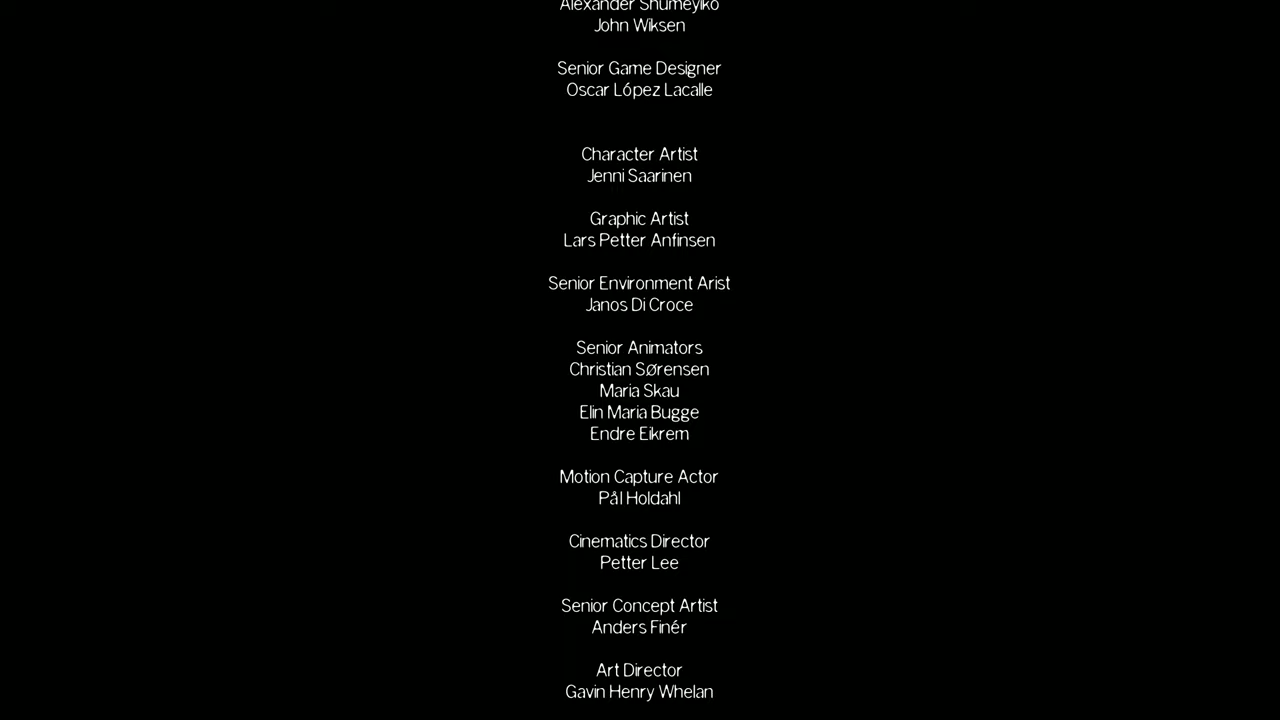 Alexander Shumeyko
John Wiksen
Senior Game Designer
Oscar López Lacalle
Character Artist
Jenni Saarinen
Graphic Artist
Lars Petter Anfinsen
Senior Environment Arist
Janos Di Croce
Senior Animators
Christian Sørensen
Maria Skau
Elin Maria Bugge
Endre Eikrem
Motion Capture Actor
Pål Holdahl
Cinematics Director
Petter Lee
Senior Concept Artist
Anders Finér
Art Director
Gavin Henry Whelan